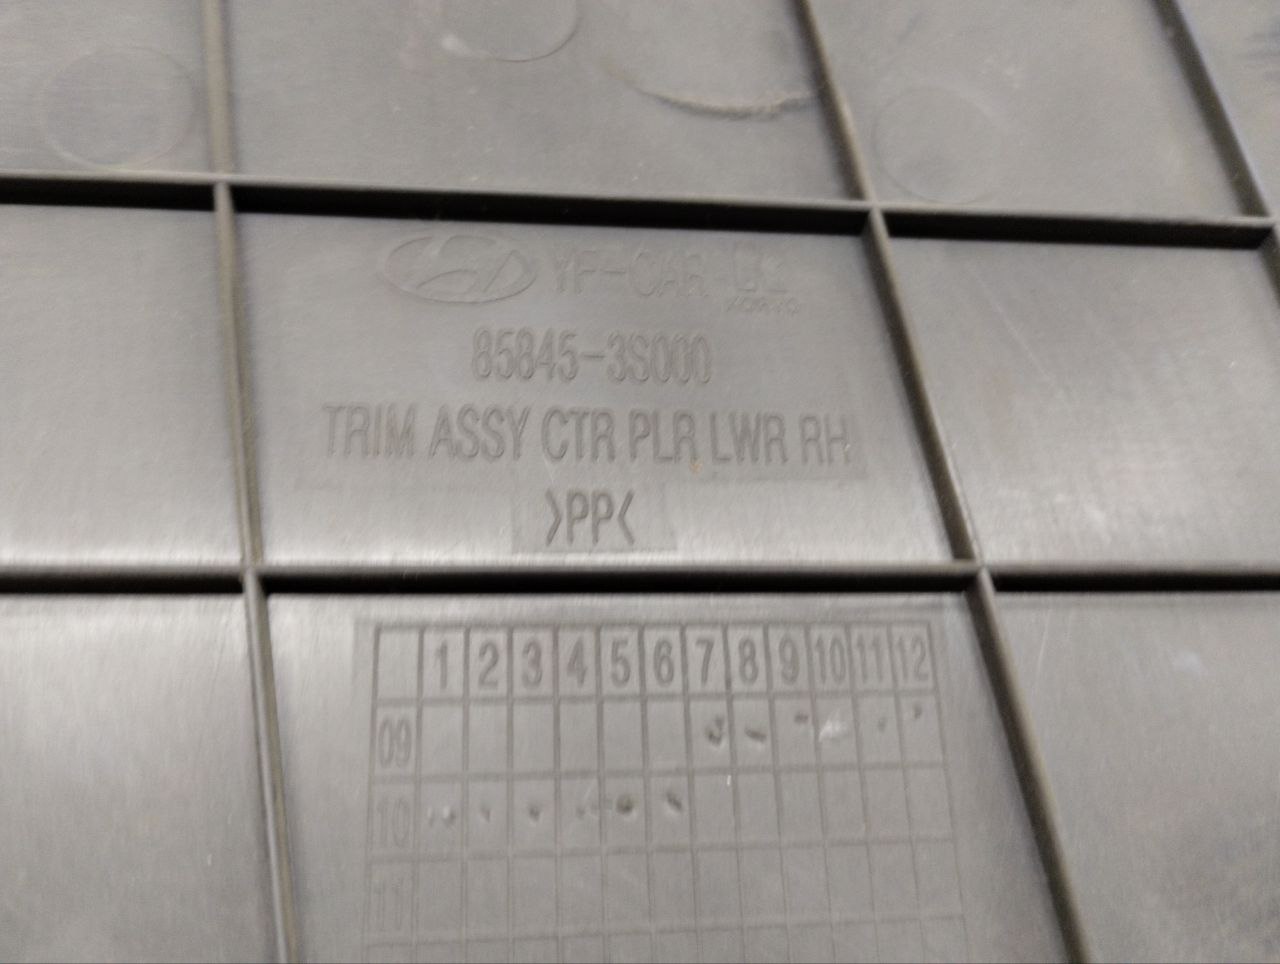 YF-CAR
85845-3S000
TRIM ASSY CTR PLR LWR RH
>PP<
1 2 3 4 5 6 7 8 9 10 11 12
09
10
11